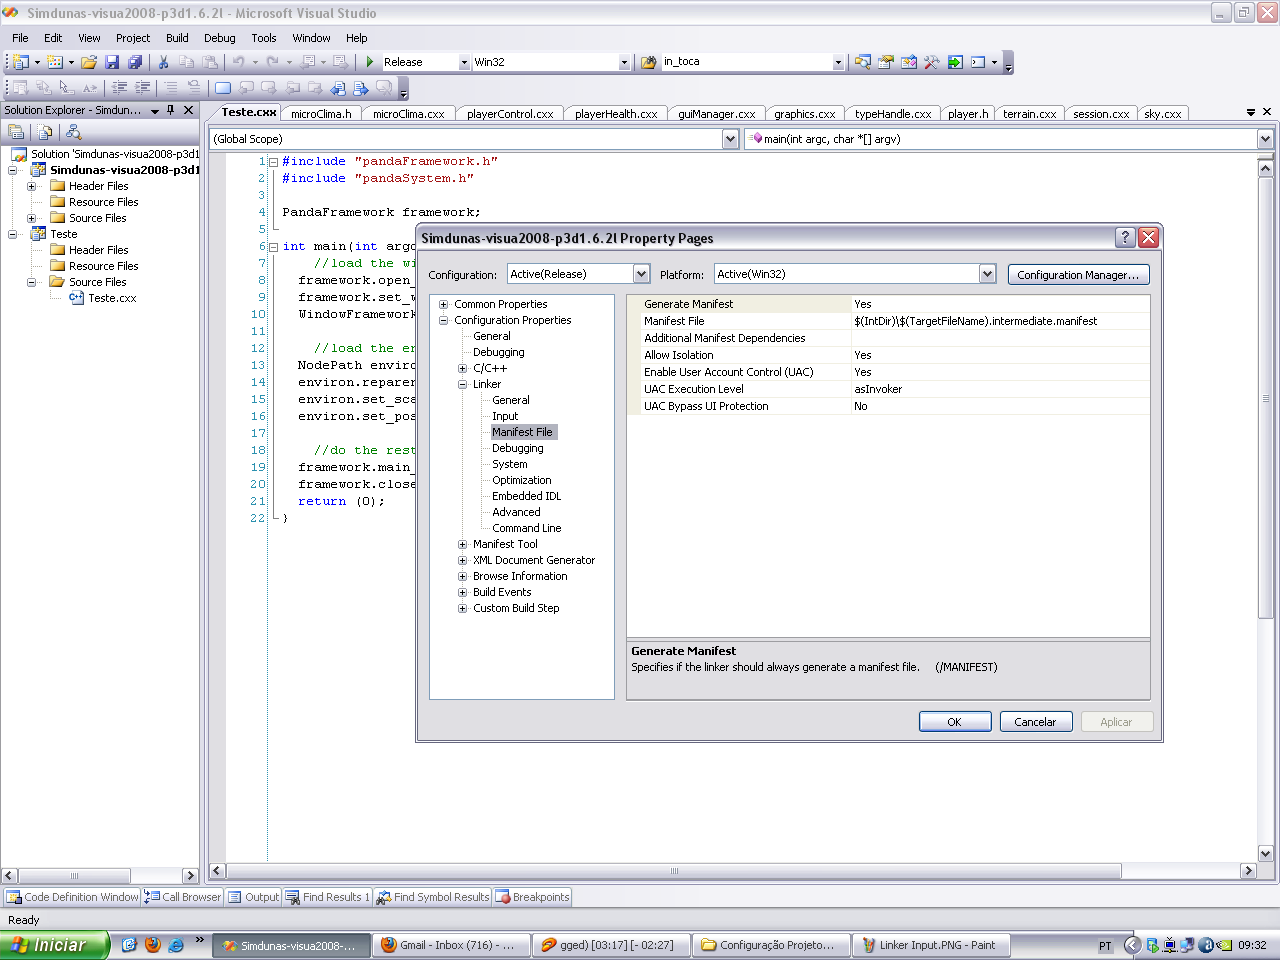 Simdunas-visua2008-p3d1.6.2l - Microsoft Visual Studio
File Edit View Project Build Debug Tools Window Help
Release Win32 in_toca
Solution Explorer - Simdun...
Solution 'Simdunas-visua2008-p3d1
Simdunas-visua2008-p3d1
Header Files
Resource Files
Source Files
Teste
Header Files
Resource Files
Source Files
Teste.cxx
Teste.cxx microClima.h microClima.cxx playerControl.cxx playerHealth.cxx guiManager.cxx graphics.cxx typeHandle.cxx player.h terrain.cxx session.cxx sky.cxx
(Global Scope) main(int argc, char *[] argv)
1 #include "pandaFramework.h"
2 #include "pandaSystem.h"
3
4 PandaFramework framework;
5
6 int main(int argc
7 //load the wi
8 framework.open_
9 framework.set_w
10 WindowFramework
11
12 //load the en
13 NodePath enviro
14 environ.reparen
15 environ.set_sca
16 environ.set_pos
17
18 //do the rest
19 framework.main_
20 framework.close
21 return (0);
22 }
Simdunas-visua2008-p3d1.6.2l Property Pages
Configuration: Active(Release) Platform: Active(Win32) Configuration Manager...
Common Properties
Configuration Properties
General
Debugging
C/C++
Linker
General
Input
Manifest File
Debugging
System
Optimization
Embedded IDL
Advanced
Command Line
Manifest Tool
XML Document Generator
Browse Information
Build Events
Custom Build Step
Generate Manifest Yes
Manifest File $(IntDir)\$(TargetFileName).intermediate.manifest
Additional Manifest Dependencies
Allow Isolation Yes
Enable User Account Control (UAC) Yes
UAC Execution Level asInvoker
UAC Bypass UI Protection No
Generate Manifest
Specifies if the linker should always generate a manifest file. (/MANIFEST)
OK Cancelar Aplicar
Code Definition Window Call Browser Output Find Results 1 Find Symbol Results Breakpoints
Ready
Iniciar Simdunas-visua2008-... Gmail - Inbox (716) - ... gged) [03:17] [- 02:27] Configuração Projeto... Linker Input.PNG - Paint PT 09:32